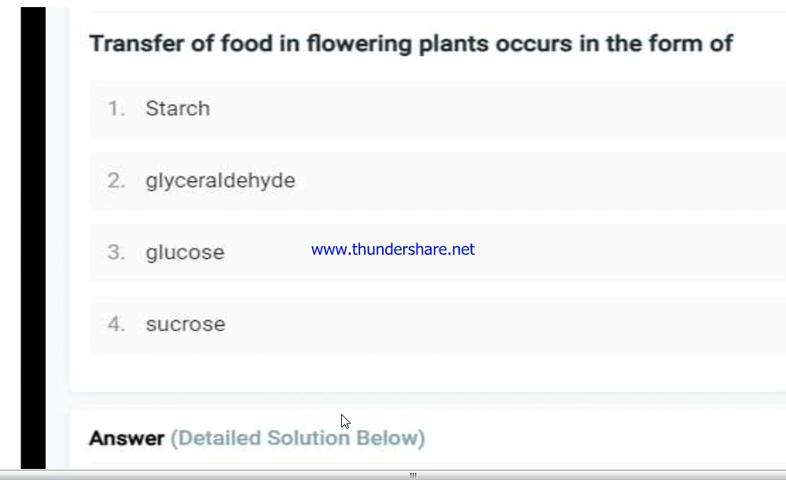 Transfer of food in flowering plants occurs in the form of
1. Starch
2. glyceraldehyde
3. glucose
www.thundershare.net
4. sucrose
Answer (Detailed Solution Below)